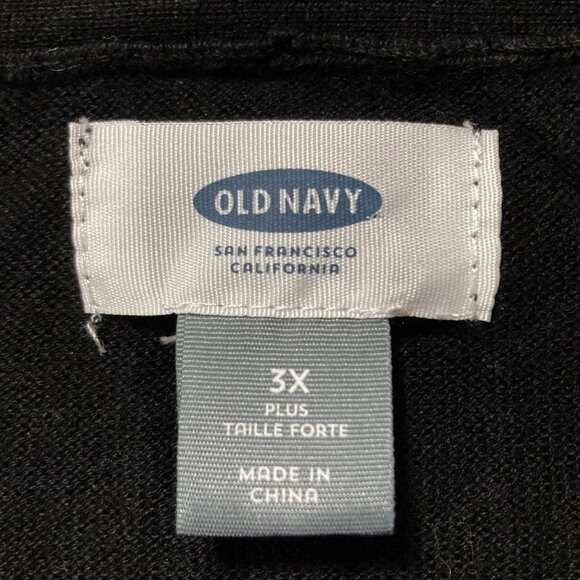 OLD NAVY
SAN FRANCISCO
CALIFORNIA
3X
PLUS
TAILLE FORTE
MADE IN
CHINA